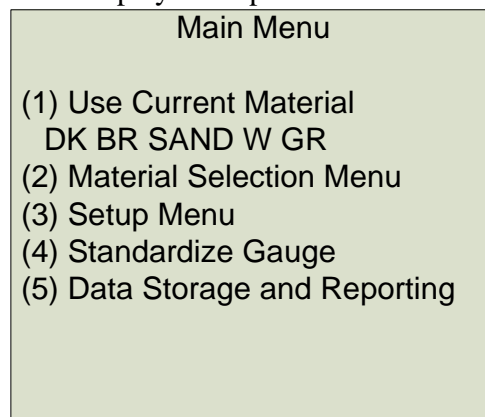 Main Menu
(1) Use Current Material
DK BR SAND W GR
(2) Material Selection Menu
(3) Setup Menu
(4) Standardize Gauge
(5) Data Storage and Reporting